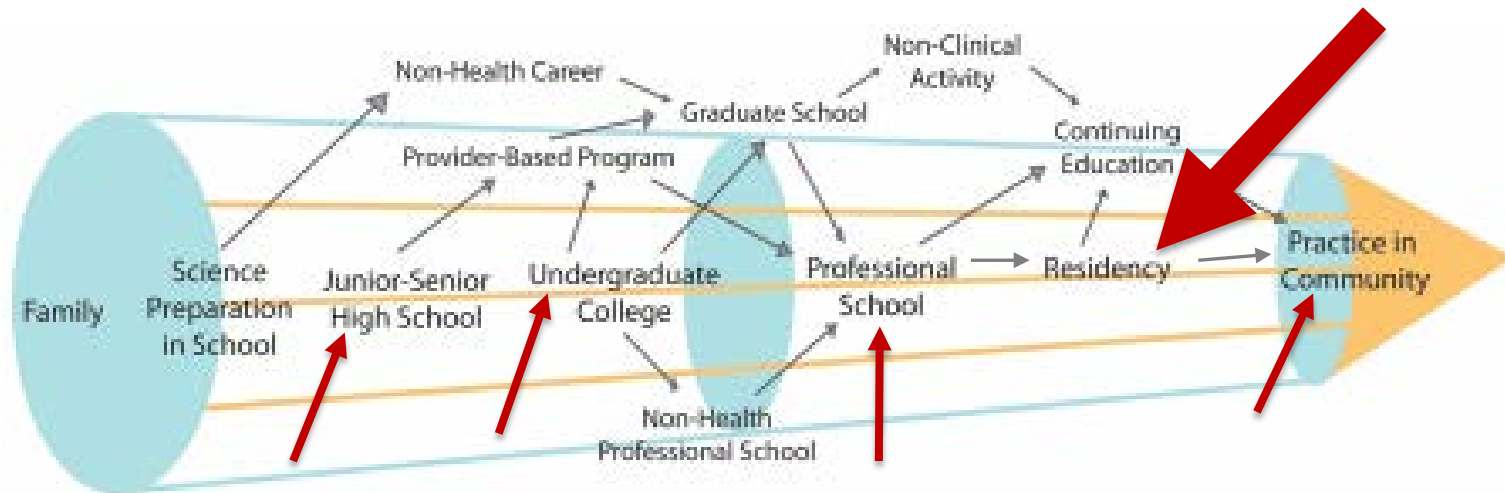 Non-Health Career
Non-Clinical
Activity
Graduate School
Provider-Based Program
Continuing
Education
Family
Science
Preparation
in School
Junior-Senior
High School
Undergraduate
College
Professional
School
Residency
Practice in
Community
Non-Health
Professional School